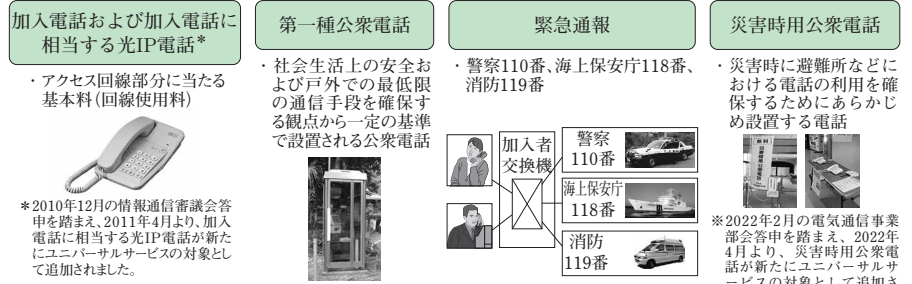 加入電話および加入電話に
相当する光IP電話*
・アクセス回線部分に当たる
基本料(回線使用料)
*2010年12月の情報通信審議会答
申を踏まえ、2011年4月より、加入
電話に相当する光IP電話が新た
にユニバーサルサービスの対象とし
て追加されました。
第一種公衆電話
・社会生活上の安全お
よび戸外での最低限
の通信手段を確保す
る観点から一定の基準
で設置される公衆電話
緊急通報
・警察110番、海上保安庁118番、
消防119番
加入者
交換機
警察
110番
海上保安庁
118番
消防
119番
災害時用公衆電話
・災害時に避難所などに
おける電話の利用を確
保するためにあらかじ
め設置する電話
※2022年2月の電気通信事業
部会答申を踏まえ、2022年
4月より、災害時用公衆電
話が新たにユニバーサルサ
ービスの対象として追加さ